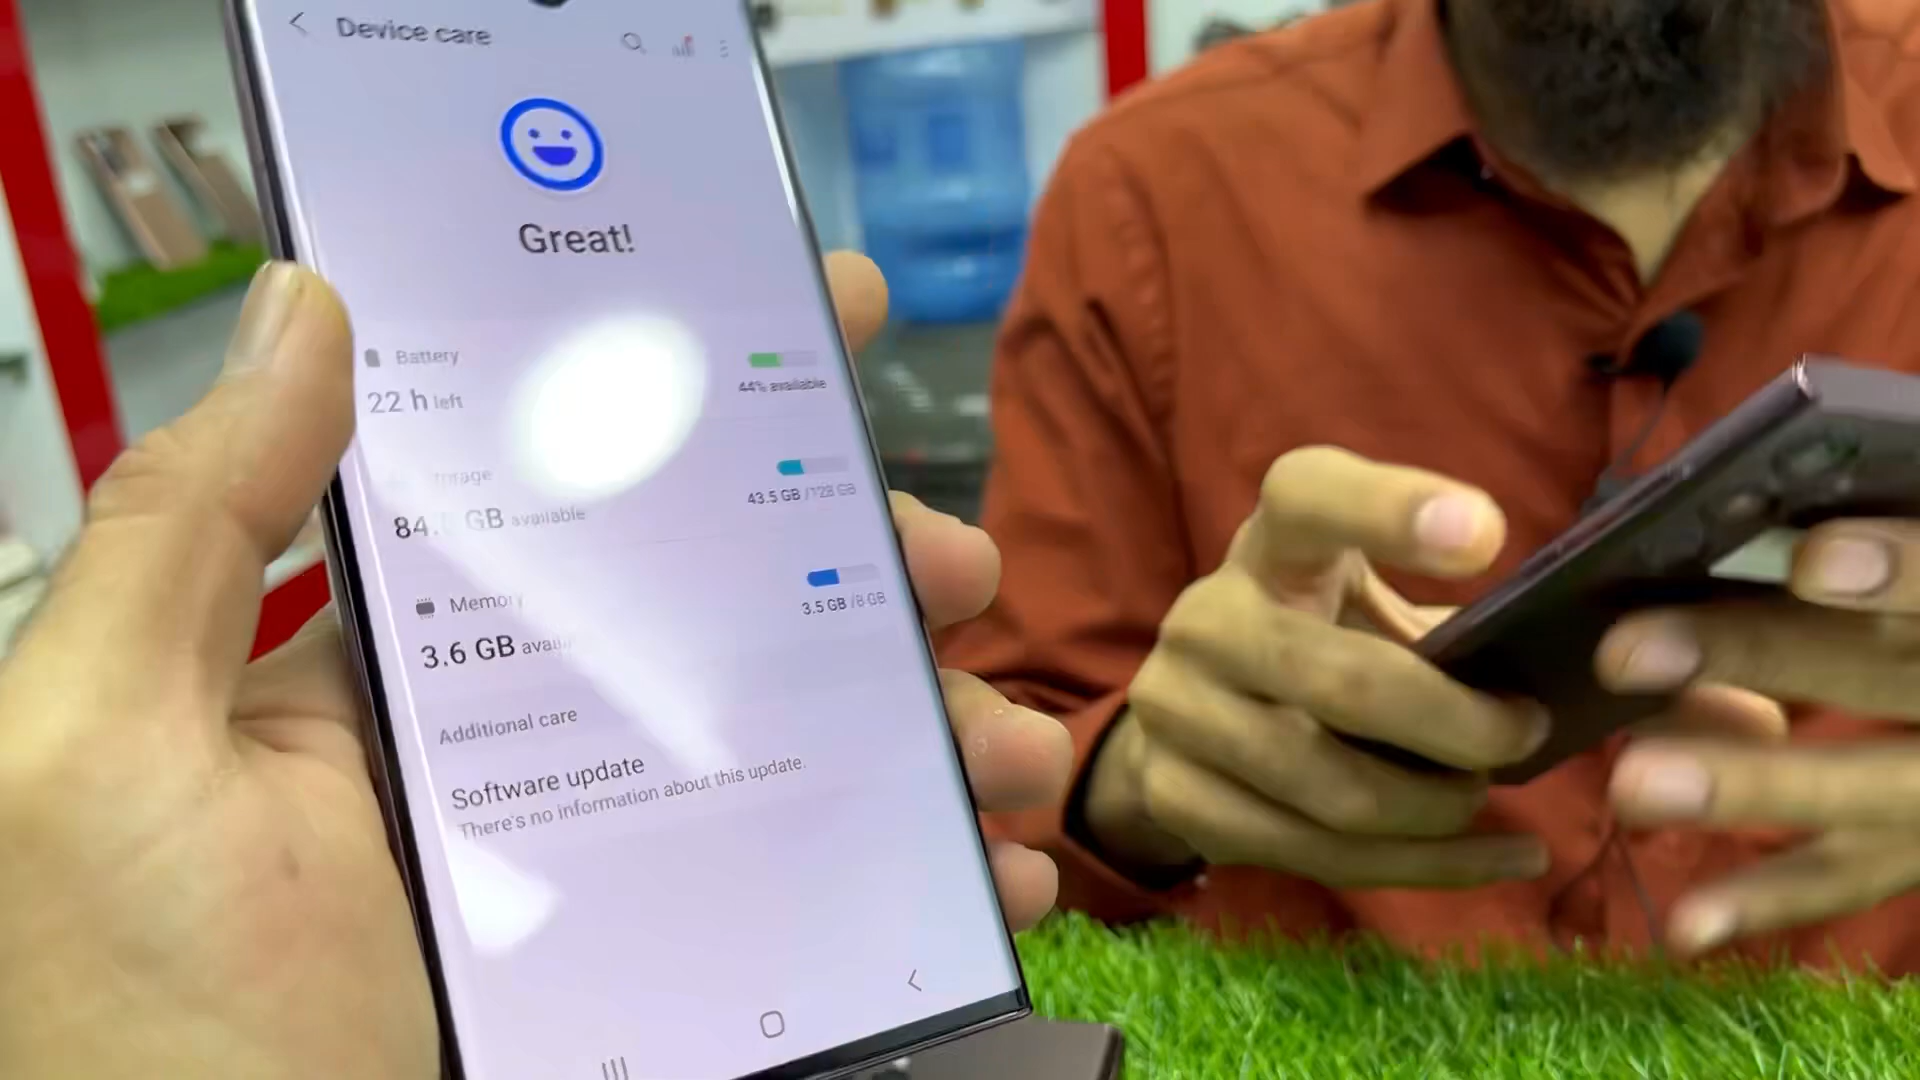 Device care
Great!
Battery
22 h left
44% available
84. GB available
43.5 GB /128 GB
Memory
3.6 GB
3.5 GB /8 GB
Additional care
Software update
There's no information about this update.